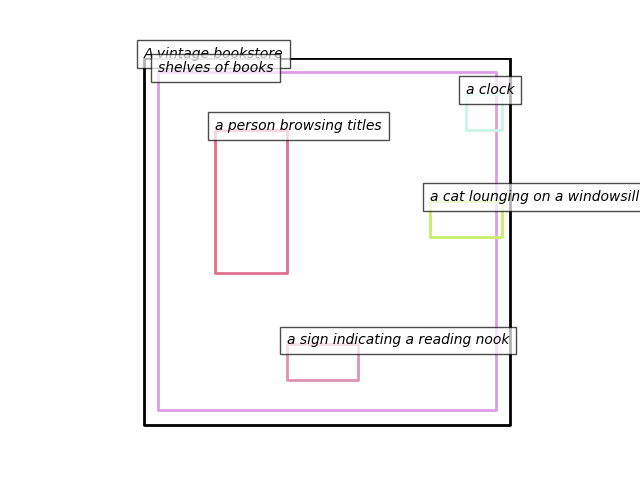 A vintage bookstore
shelves of books
a clock
a person browsing titles
a cat lounging on a windowsill
a sign indicating a reading nook